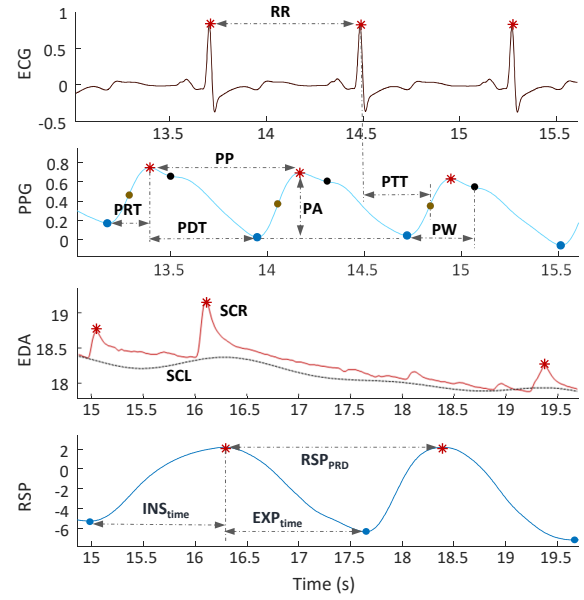 RR
1
0.5
0
-0.5
ECG
13.5 14 14.5 15 15.5
PP
PTT
PRT
PDT
PA
PW
0.8
0.6
0.4
0.2
0
PPG
13.5 14 14.5 15 15.5
SCR
SCL
19
18.5
18
EDA
15 15.5 16 16.5 17 17.5 18 18.5 19 19.5
RSP_PRD
INS_time
EXP_time
2
0
-2
-4
-6
RSP
15 15.5 16 16.5 17 17.5 18 18.5 19 19.5
Time (s)